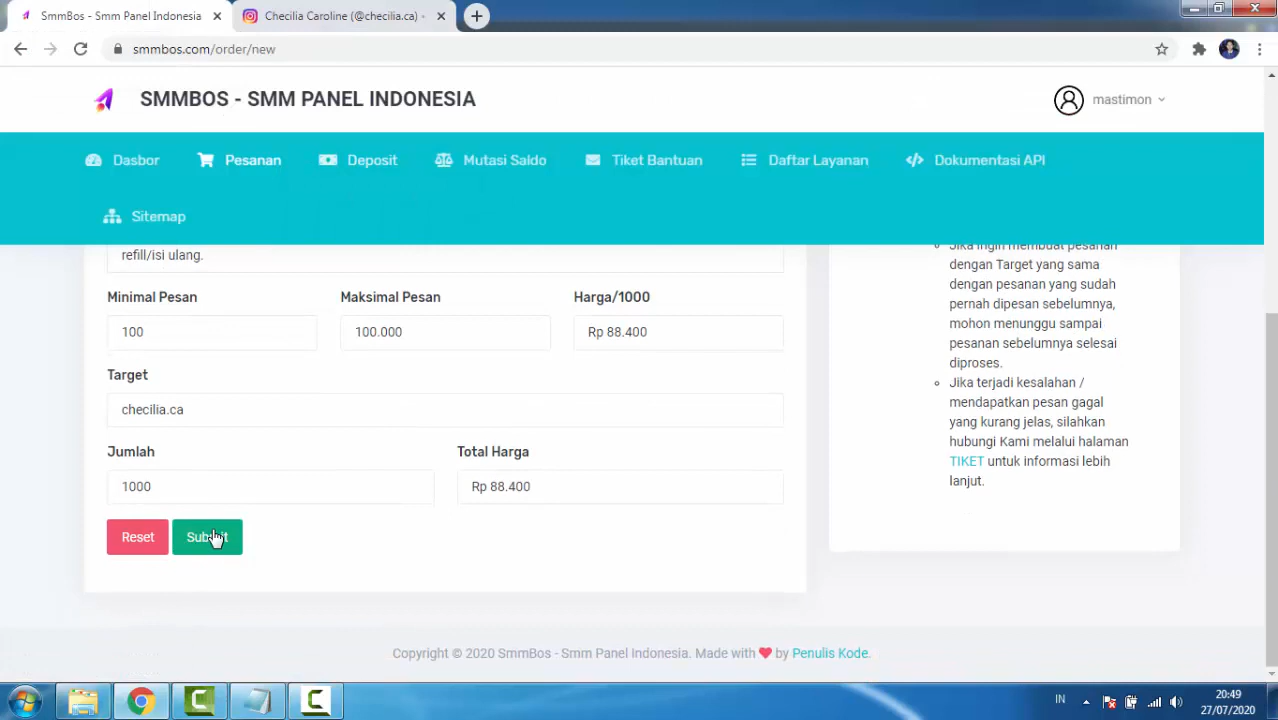 SmmBos - Smm Panel Indonesia
Checilia Caroline (@checilia.ca)
smmbos.com/order/new
SMMBOS - SMM PANEL INDONESIA
mastimon
Dasbor
Pesanan
Deposit
Mutasi Saldo
Tiket Bantuan
Daftar Layanan
Dokumentasi API
Sitemap
refill/isi ulang.
Minimal Pesan
Maksimal Pesan
Harga/1000
100
100.000
Rp 88.400
Target
checilia.ca
Jumlah
Total Harga
1000
Rp 88.400
Reset
Submit
Jika ingin membuat pesanan
dengan Target yang sama
dengan pesanan yang sudah
pernah dipesan sebelumnya,
mohon menunggu sampai
pesanan sebelumnya selesai
diproses.
Jika terjadi kesalahan /
mendapatkan pesan gagal
yang kurang jelas, silahkan
hubungi Kami melalui halaman
TIKET untuk informasi lebih
lanjut.
Copyright © 2020 SmmBos - Smm Panel Indonesia. Made with ❤ by Penulis Kode.
IN
20:49
27/07/2020